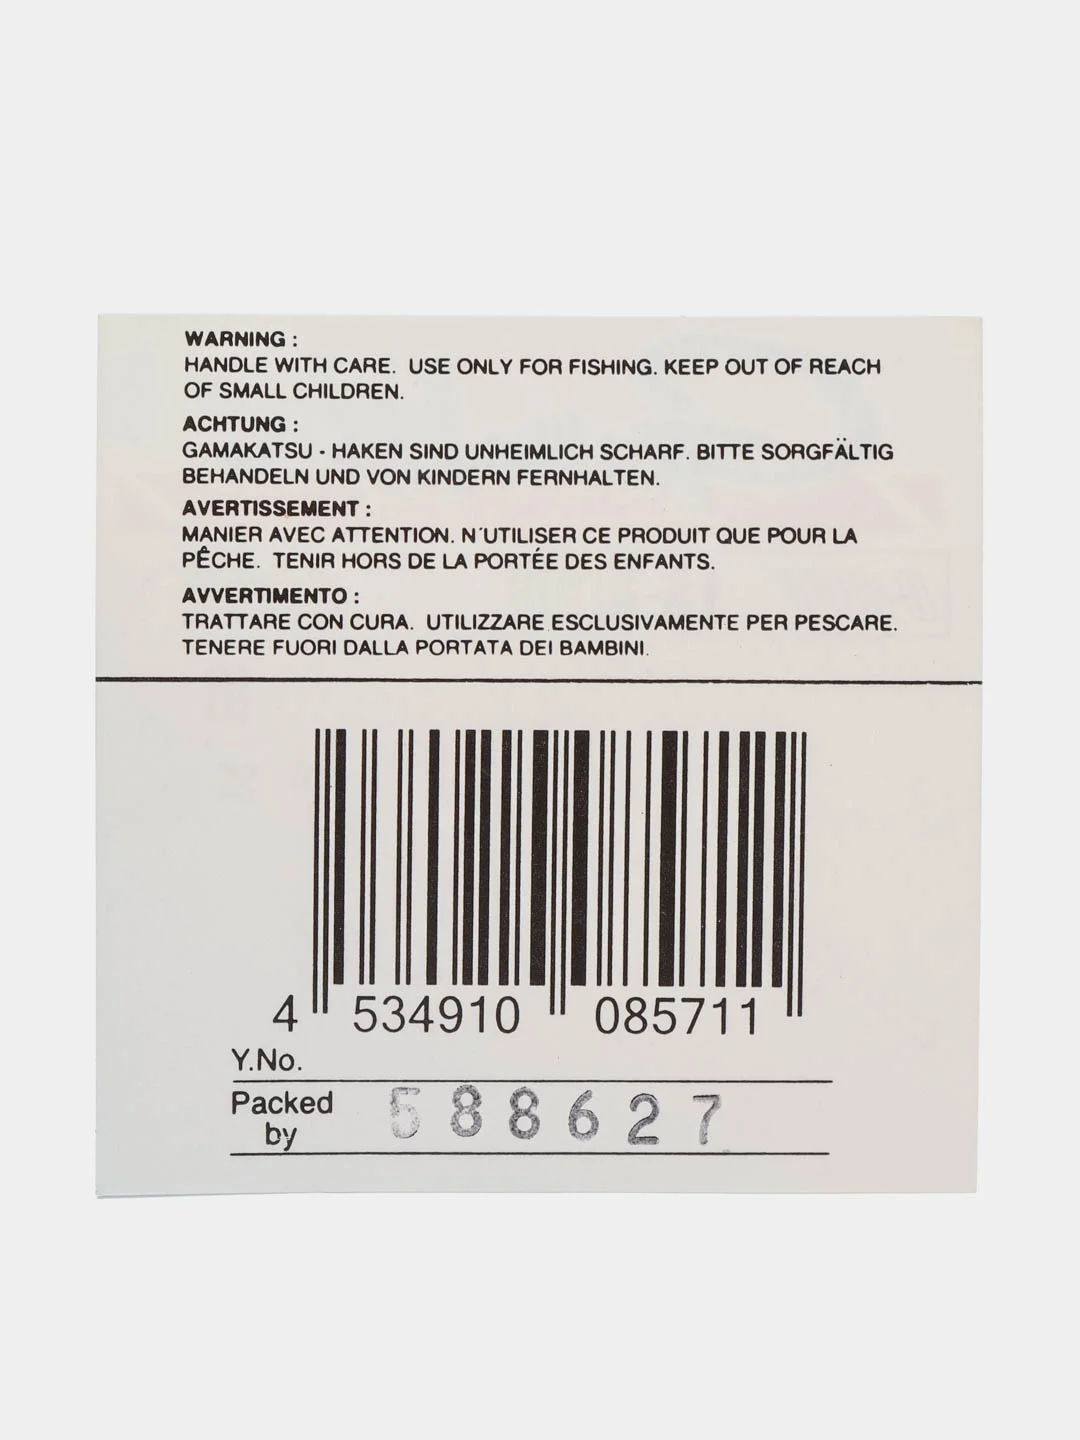 WARNING :
HANDLE WITH CARE. USE ONLY FOR FISHING. KEEP OUT OF REACH
OF SMALL CHILDREN.
ACHTUNG :
GAMAKATSU - HAKEN SIND UNHEIMLICH SCHARF. BITTE SORGFÄLTIG
BEHANDELN UND VON KINDERN FERNHALTEN.
AVERTISSEMENT :
MANIER AVEC ATTENTION. N´UTILISER CE PRODUIT QUE POUR LA
PÊCHE. TENIR HORS DE LA PORTÉE DES ENFANTS.
AVVERTIMENTO :
TRATTARE CON CURA. UTILIZZARE ESCLUSIVAMENTE PER PESCARE.
TENERE FUORI DALLA PORTATA DEI BAMBINI.
4 534910 085711
Y.No.
Packed by 588627